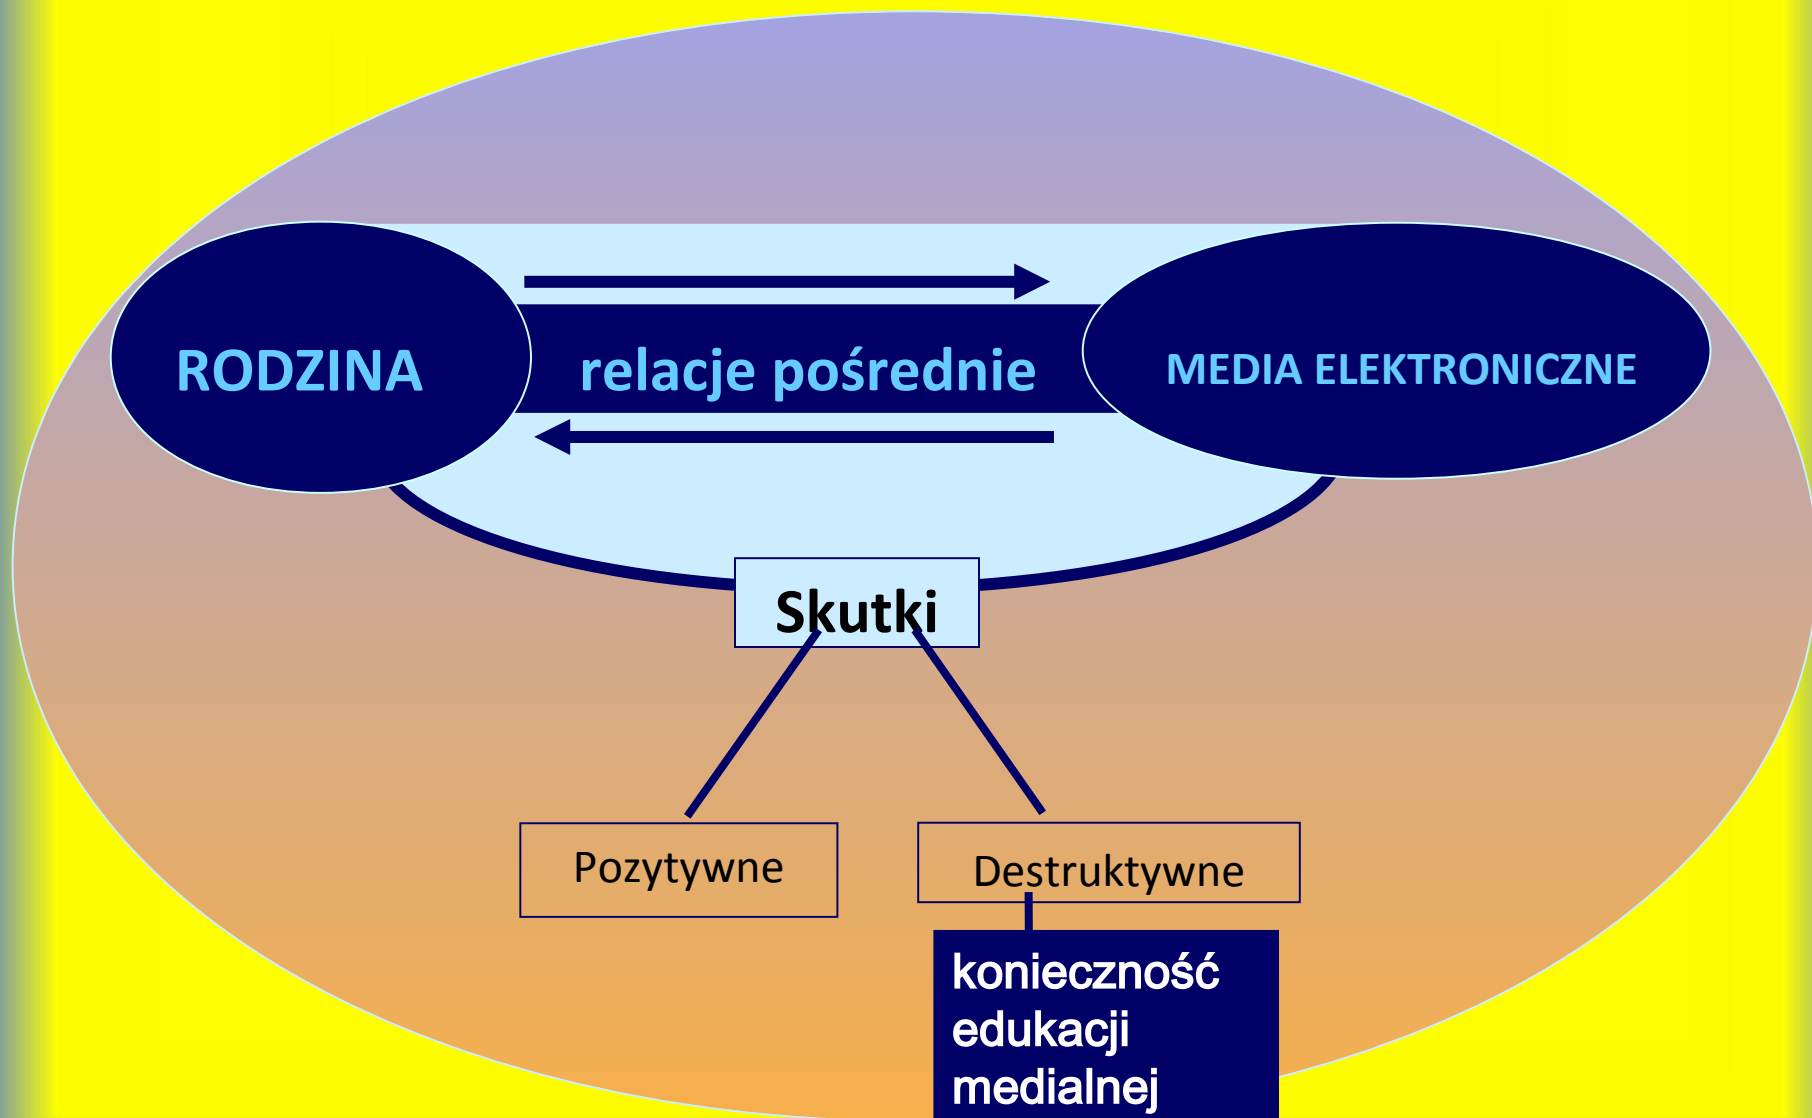 RODZINA
relacje pośrednie
MEDIA ELEKTRONICZNE
Skutki
Pozytywne
Destruktywne
konieczność
edukacji
medialnej